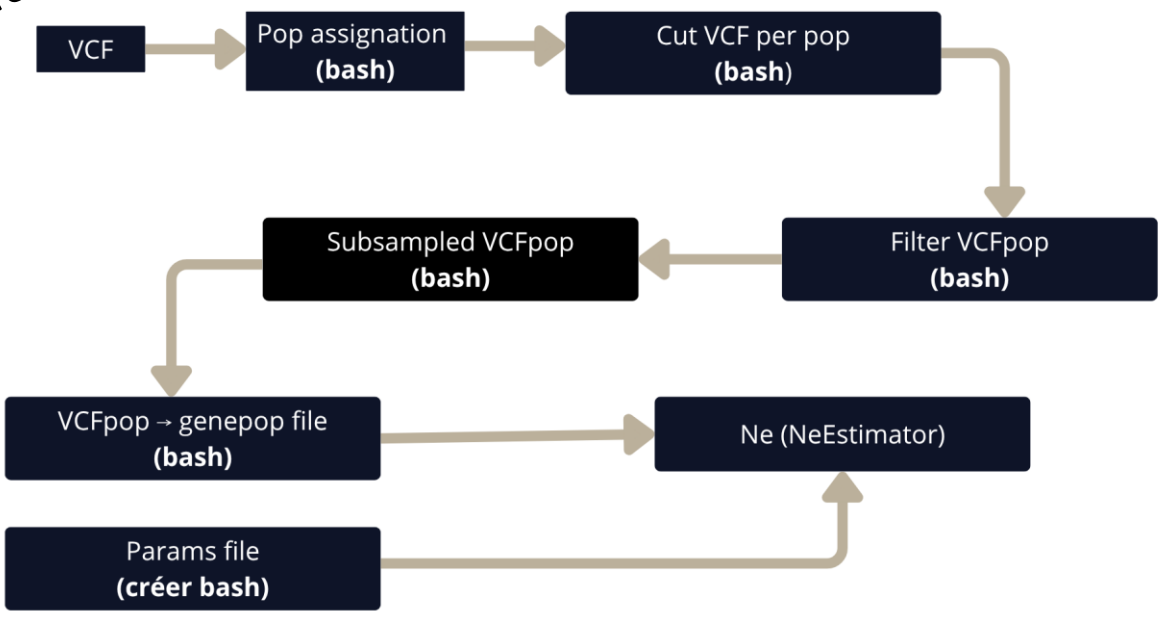 VCF
Pop assignation
(bash)
Cut VCF per pop
(bash)
Subsampled VCFpop
(bash)
Filter VCFpop
(bash)
VCFpop → genepop file
(bash)
Ne (NeEstimator)
Params file
(créer bash)